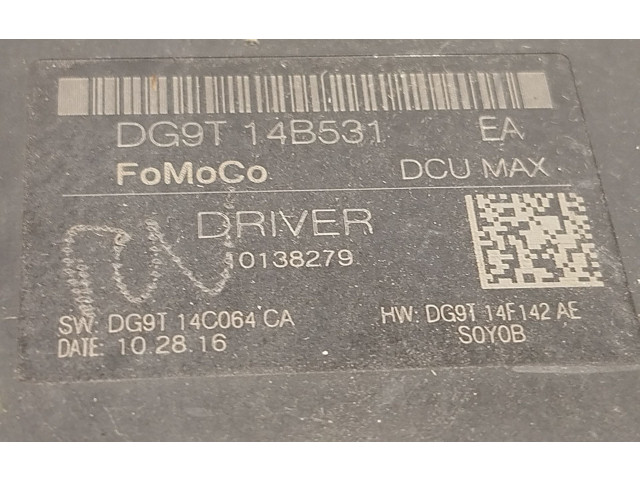 DG9T 14B531 EA
FoMoCo DCU MAX
DRIVER
10138279
SW: DG9T 14C064 CA HW: DG9T 14F142 AE
DATE: 10.28.16 S0Y0B